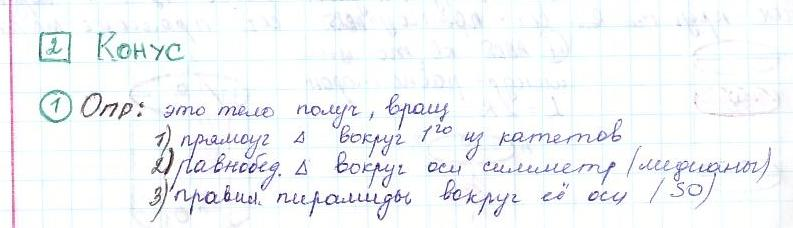 2 Конус
1 Опр: это тело получ, вращ
1) прямоуг Δ вокруг 1го из катетов
2) равнобед. Δ вокруг оси симметр (медианы)
3) правил. пирамиды вокруг её оси (SO)